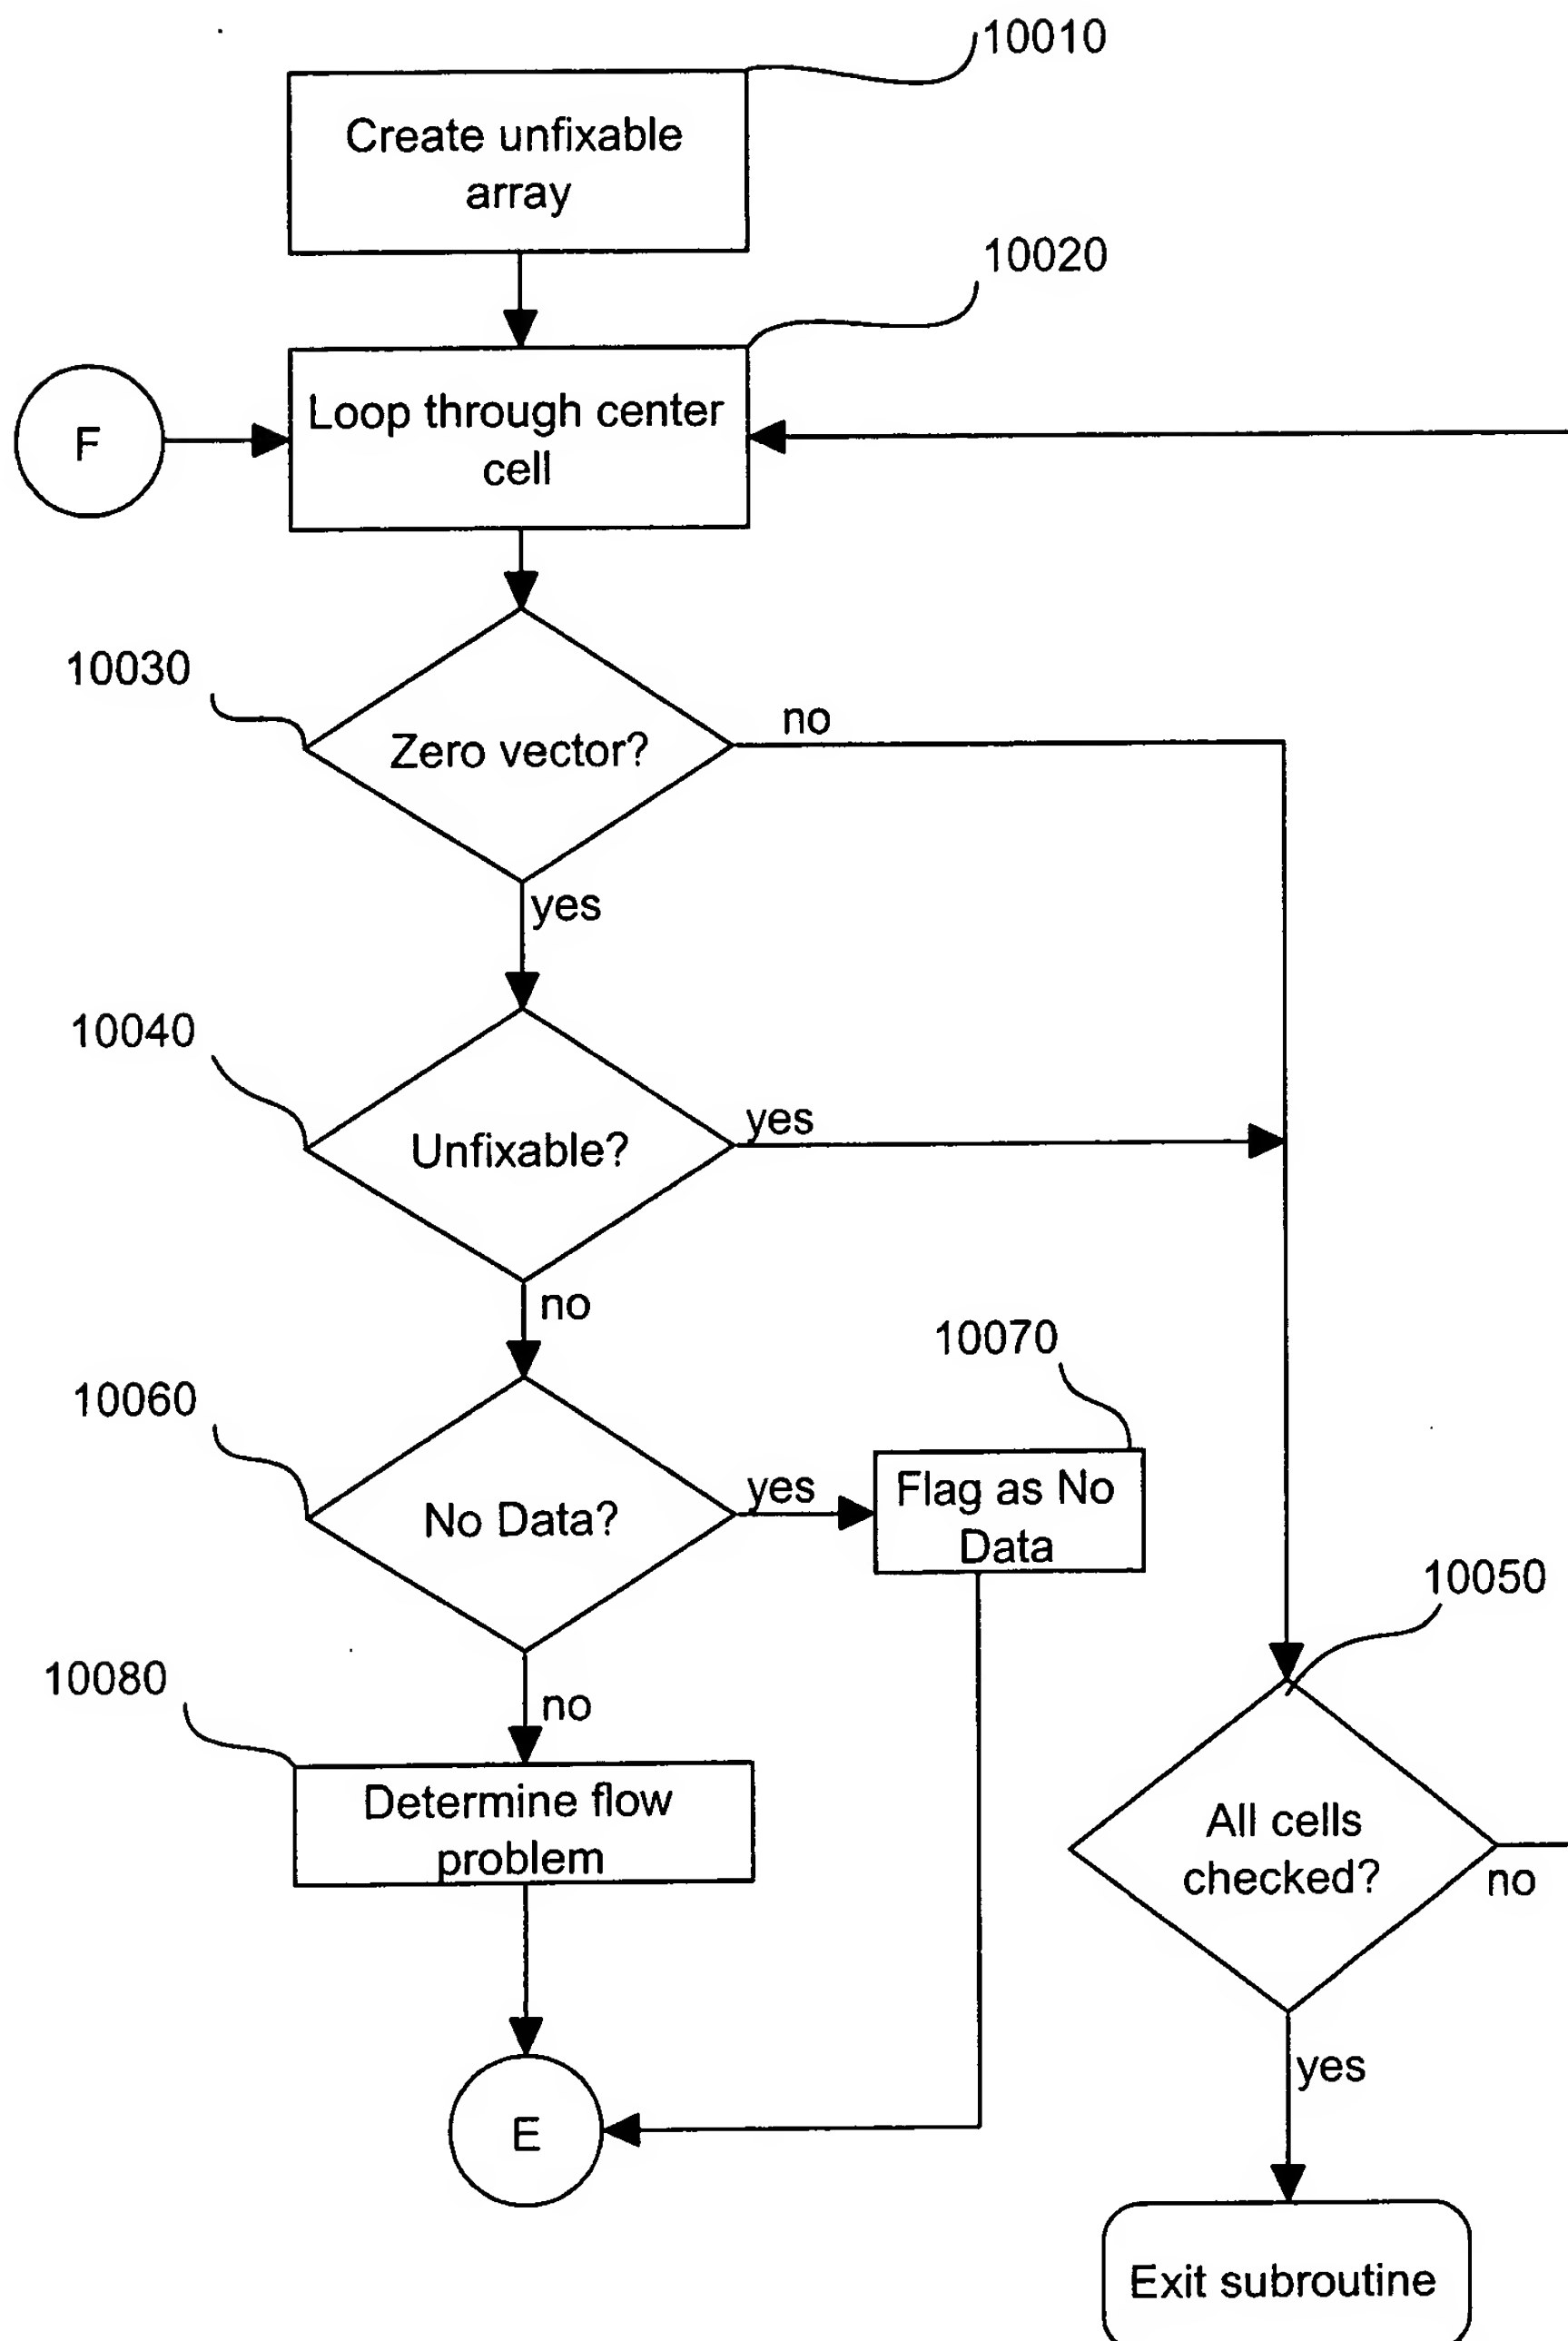 10010
Create unfixable
array
10020
F
Loop through center
cell
10030
Zero vector?
no
yes
10040
Unfixable?
yes
no
10070
10060
No Data?
yes
Flag as No
Data
10050
10080
no
Determine flow
problem
All cells
checked?
no
E
yes
Exit subroutine